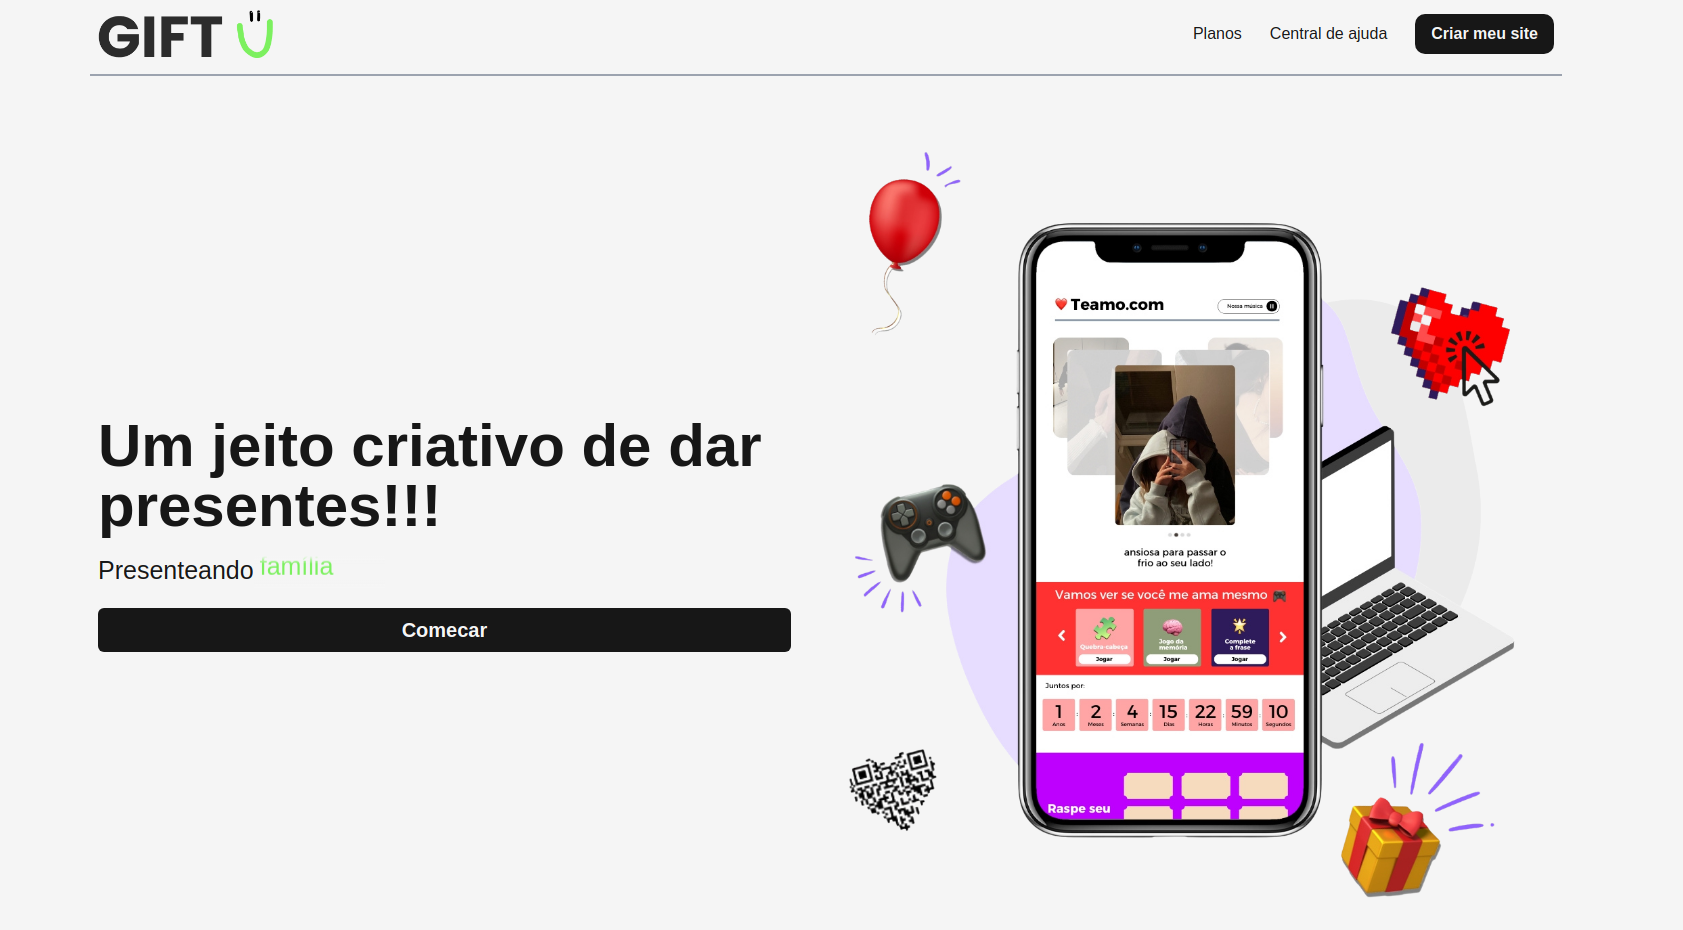 GIFT Ü
Planos
Central de ajuda
Criar meu site
Um jeito criativo de dar
presentes!!!
Presenteando família
Comecar
Teamo.com
Nossa música
ansiosa para passar o
frio ao seu lado!
Vamos ver se você me ama mesmo
Quebra-cabeça
Jogar
Jogo da
memória
Jogar
Complete
a frase
Jogar
Juntos por:
1 : 2 : 4 : 15 : 22 : 59 : 10
Anos Meses Semanas Dias Horas Minutos Segundos
Raspe seu